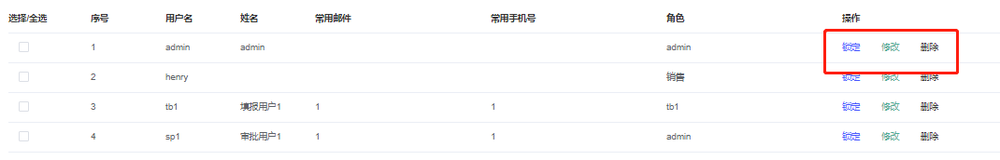 选择/全选 序号 用户名 姓名 常用邮件 常用手机号 角色 操作
1 admin admin admin 锁定 修改 删除
2 henry 销售 锁定 修改 删除
3 tb1 填报用户1 1 1 tb1 锁定 修改 删除
4 sp1 审批用户1 1 1 admin 锁定 修改 删除